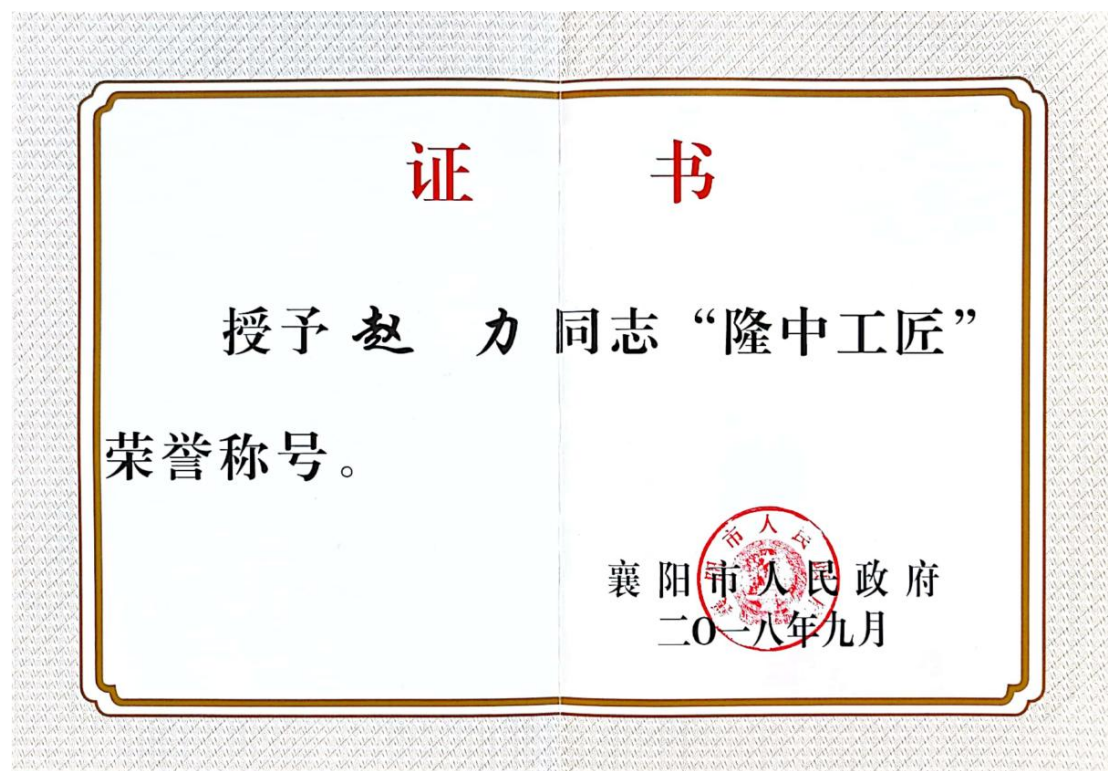 证 书
授予 赵 力 同志“隆中工匠”
荣誉称号。
襄阳市人民政府
二〇一八年九月